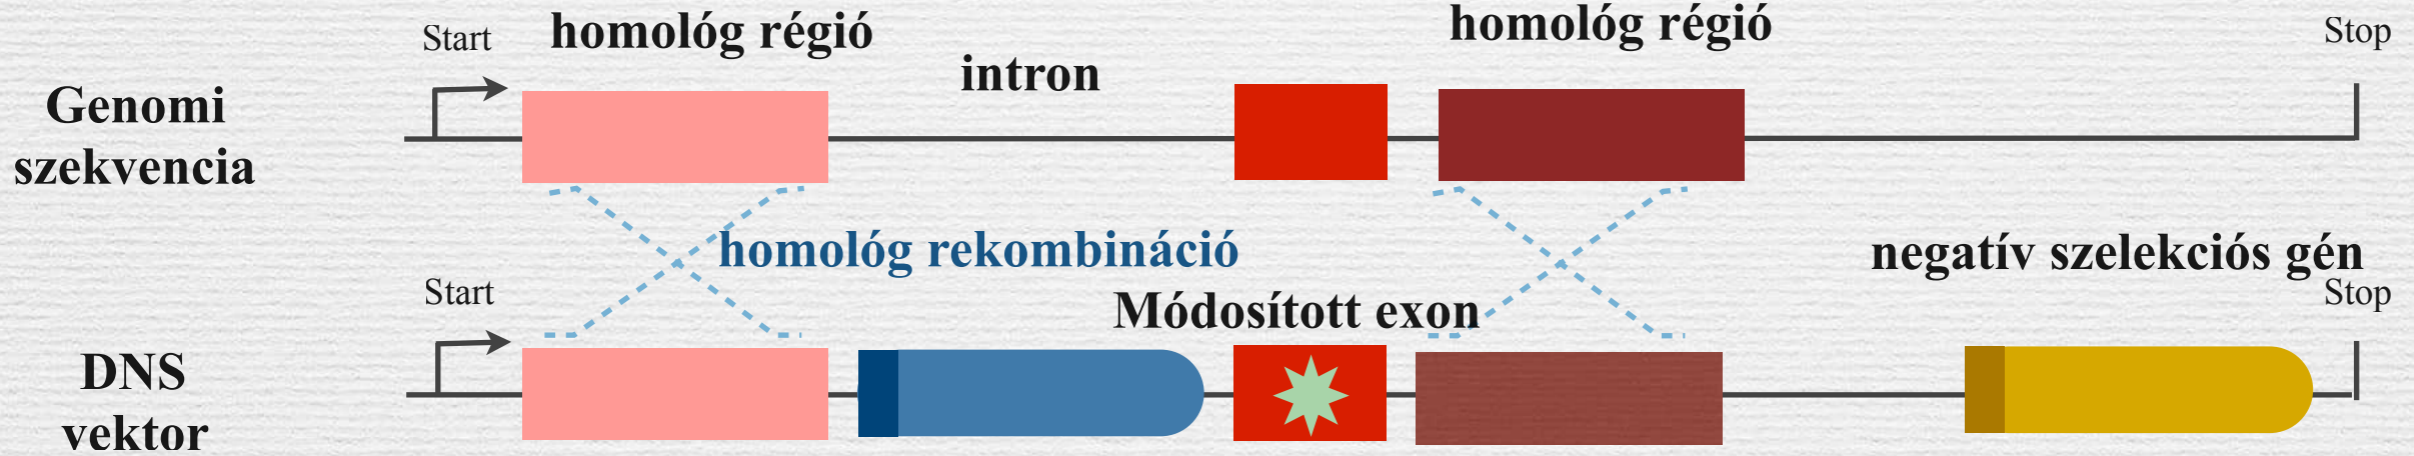 Start
homológ régió
homológ régió
Stop
intron
Genomi
szekvencia
homológ rekombináció
negatív szelekciós gén
Start
Stop
Módosított exon
DNS
vektor